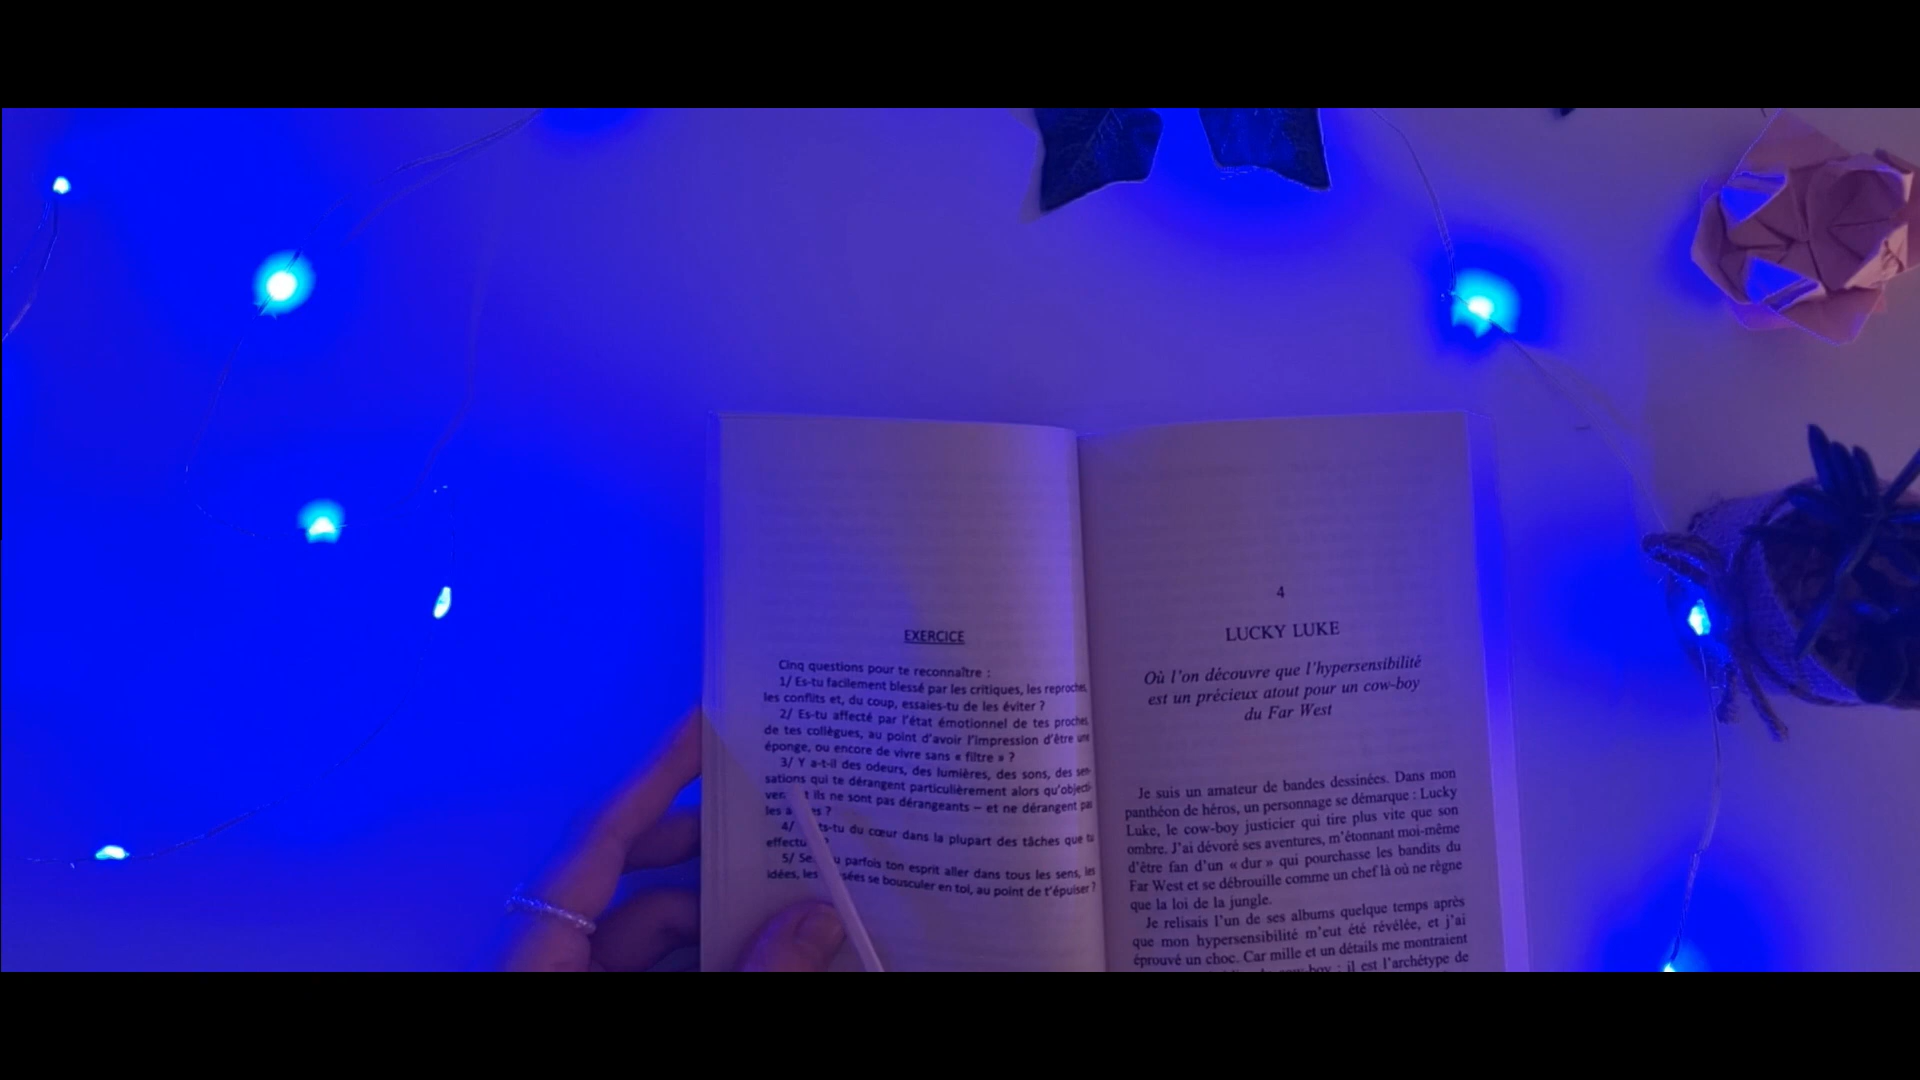 EXERCICE
Cinq questions pour te reconnaître :
1/ Es-tu facilement blessé par les critiques, les reproches,
les conflits et, du coup, essaies-tu de les éviter ?
2/ Es-tu affecté par l'état émotionnel de tes proches,
de tes collègues, au point d'avoir l'impression d'être une
éponge, ou encore de vivre sans « filtre » ?
3/ Y a-t-il des odeurs, des lumières, des sons, des sen-
sations qui te dérangent particulièrement alors qu'objecti-
ils ne sont pas dérangeants – et ne dérangent pas
les ?
4/ du cœur dans la plupart des tâches que tu
5/ parfois ton esprit aller dans tous les sens, les
idées, les se bousculer en toi, au point de t'épuiser ?
4
LUCKY LUKE
Où l'on découvre que l'hypersensibilité
est un précieux atout pour un cow-boy
du Far West
Je suis un amateur de bandes dessinées. Dans mon
panthéon de héros, un personnage se démarque : Lucky
Luke, le cow-boy justicier qui tire plus vite que son
ombre. J'ai dévoré ses aventures, m'étonnant moi-même
d'être fan d'un « dur » qui pourchasse les bandits du
Far West et se débrouille comme un chef là où ne règne
que la loi de la jungle.
Je relisais l'un de ses albums quelque temps après
que mon hypersensibilité m'eut été révélée, et j'ai
éprouvé un choc. Car mille et un détails me montraient
cow-boy : il est l'archétype de